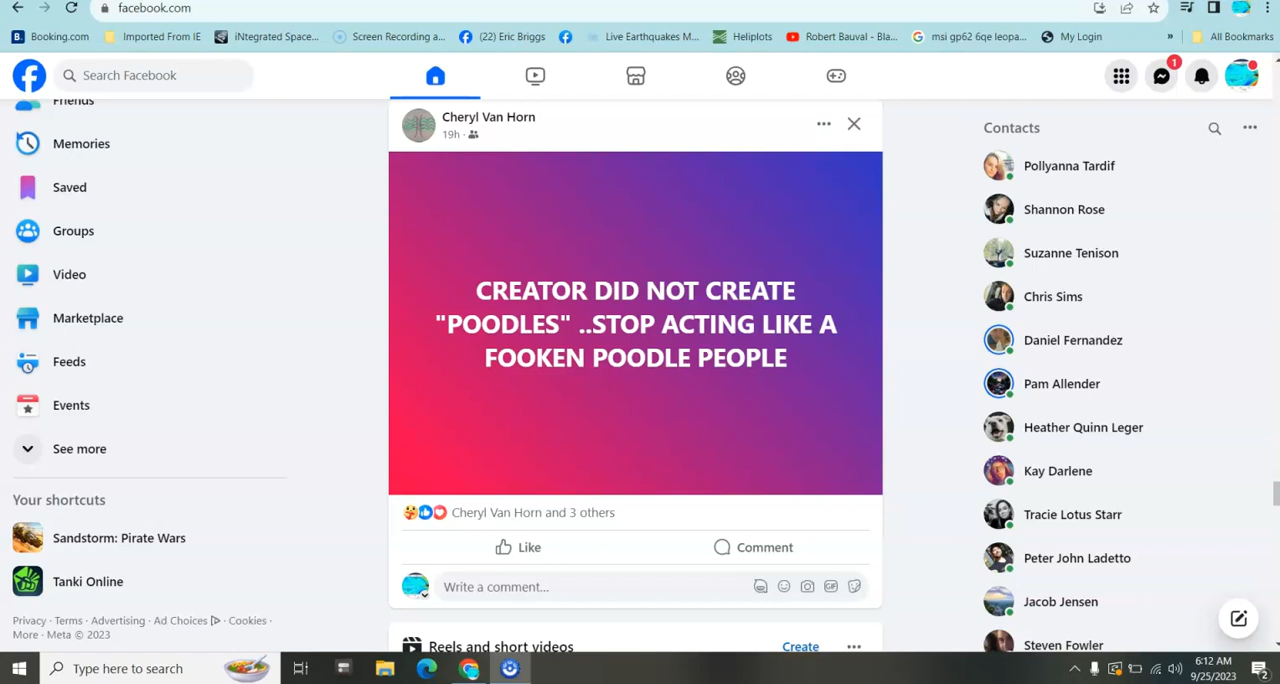 facebook.com
Booking.com
Imported From IE
iNtegrated Space...
Screen Recording a...
(22) Eric Briggs
Live Earthquakes M...
Heliplots
Robert Bauval - Bla...
msi gp62 6qe leopa...
My Login
»
All Bookmarks
Search Facebook
1
Friends
Memories
Saved
Groups
Video
Marketplace
Feeds
Events
See more
Your shortcuts
Sandstorm: Pirate Wars
Tanki Online
Privacy · Terms · Advertising · Ad Choices · Cookies ·
More · Meta © 2023
Cheryl Van Horn
19h ·
CREATOR DID NOT CREATE
"POODLES" ..STOP ACTING LIKE A
FOOKEN POODLE PEOPLE
Cheryl Van Horn and 3 others
Like
Comment
Write a comment...
GIF
Reels and short videos
Create
Contacts
Pollyanna Tardif
Shannon Rose
Suzanne Tenison
Chris Sims
Daniel Fernandez
Pam Allender
Heather Quinn Leger
Kay Darlene
Tracie Lotus Starr
Peter John Ladetto
Jacob Jensen
Steven Fowler
Type here to search
6:12 AM
9/25/2023
2